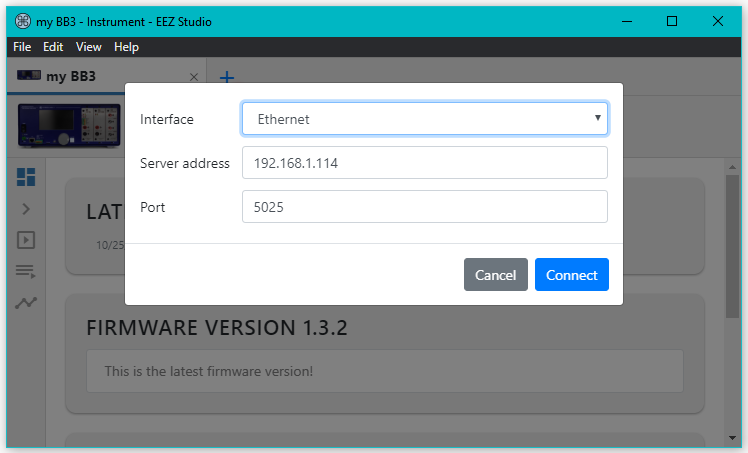 my BB3 - Instrument - EEZ Studio
File Edit View Help
my BB3
Interface Ethernet
Server address 192.168.1.114
Port 5025
LAT
10/25
Cancel Connect
FIRMWARE VERSION 1.3.2
This is the latest firmware version!